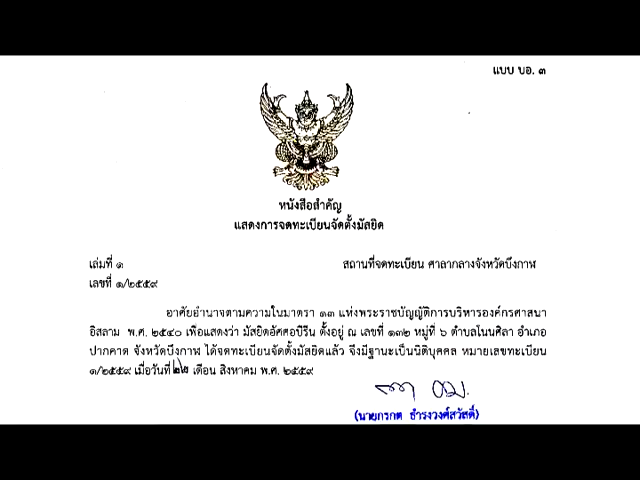 แบบ บอ. ๓
หนังสือสำคัญ
แสดงการจดทะเบียนจัดตั้งมัสยิด
เล่มที่ ๑ สถานที่จดทะเบียน ศาลากลางจังหวัดบึงกาฬ
เลขที่ ๑/๒๕๕๙
อาศัยอำนาจตามความในมาตรา ๑๓ แห่งพระราชบัญญัติการบริหารองค์กรศาสนา
อิสลาม พ.ศ. ๒๕๔๐ เพื่อแสดงว่า มัสยิดอัศศอบิรีน ตั้งอยู่ ณ เลขที่ ๑๓๒ หมู่ที่ ๖ ตำบลโนนศิลา อำเภอ
ปากคาด จังหวัดบึงกาฬ ได้จดทะเบียนจัดตั้งมัสยิดแล้ว จึงมีฐานะเป็นนิติบุคคล หมายเลขทะเบียน
๑/๒๕๕๙ เมื่อวันที่ ๒๒ เดือน สิงหาคม พ.ศ. ๒๕๕๙
(นายกรกต ธำรงวงศ์สวัสดิ์)